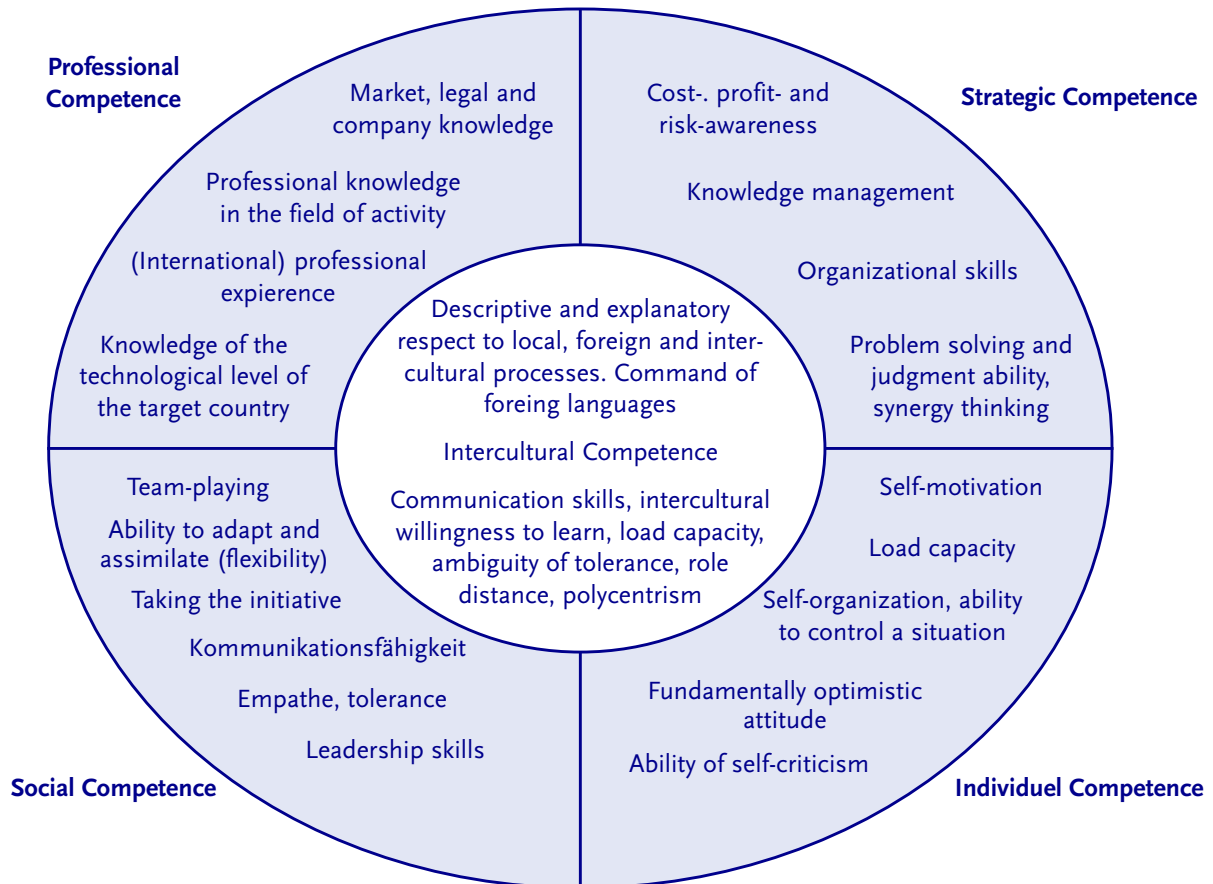 Professional
Competence
Market, legal and
company knowledge
Professional knowledge
in the field of activity
(International) professional
expierence
Knowledge of the
technological level of
the target country
Strategic Competence
Cost-. profit- and
risk-awareness
Knowledge management
Organizational skills
Problem solving and
judgment ability,
synergy thinking
Descriptive and explanatory
respect to local, foreign and inter-
cultural processes. Command of
foreing languages
Intercultural Competence
Communication skills, intercultural
willingness to learn, load capacity,
ambiguity of tolerance, role
distance, polycentrism
Team-playing
Ability to adapt and
assimilate (flexibility)
Taking the initiative
Kommunikationsfähigkeit
Empathe, tolerance
Leadership skills
Social Competence
Self-motivation
Load capacity
Self-organization, ability
to control a situation
Fundamentally optimistic
attitude
Ability of self-criticism
Individuel Competence